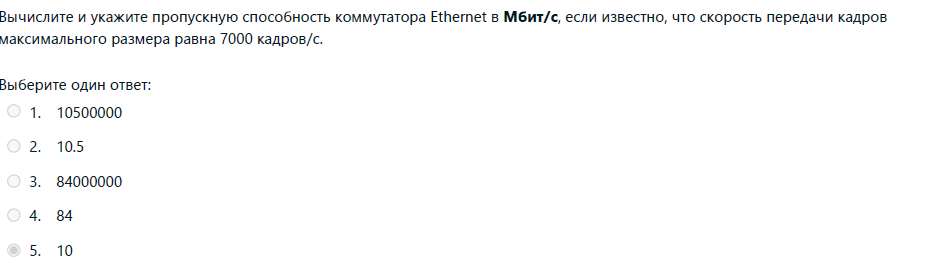 Вычислите и укажите пропускную способность коммутатора Ethernet в Мбит/с, если известно, что скорость передачи кадров
максимального размера равна 7000 кадров/с.
Выберите один ответ:
1. 10500000
2. 10.5
3. 84000000
4. 84
5. 10